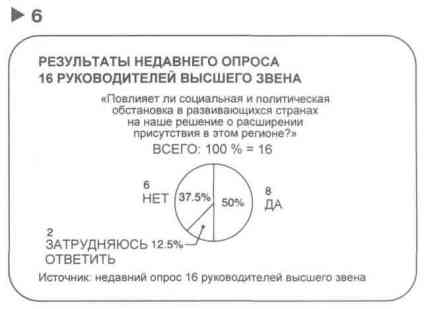 ▶ 6
РЕЗУЛЬТАТЫ НЕДАВНЕГО ОПРОСА
16 РУКОВОДИТЕЛЕЙ ВЫСШЕГО ЗВЕНА
«Повлияет ли социальная и политическая
обстановка в развивающихся странах
на наше решение о расширении
присутствия в этом регионе?»
ВСЕГО: 100 % = 16
6
НЕТ 37.5%
50%
8
ДА
2
ЗАТРУДНЯЮСЬ 12.5%
ОТВЕТИТЬ
Источник: недавний опрос 16 руководителей высшего звена